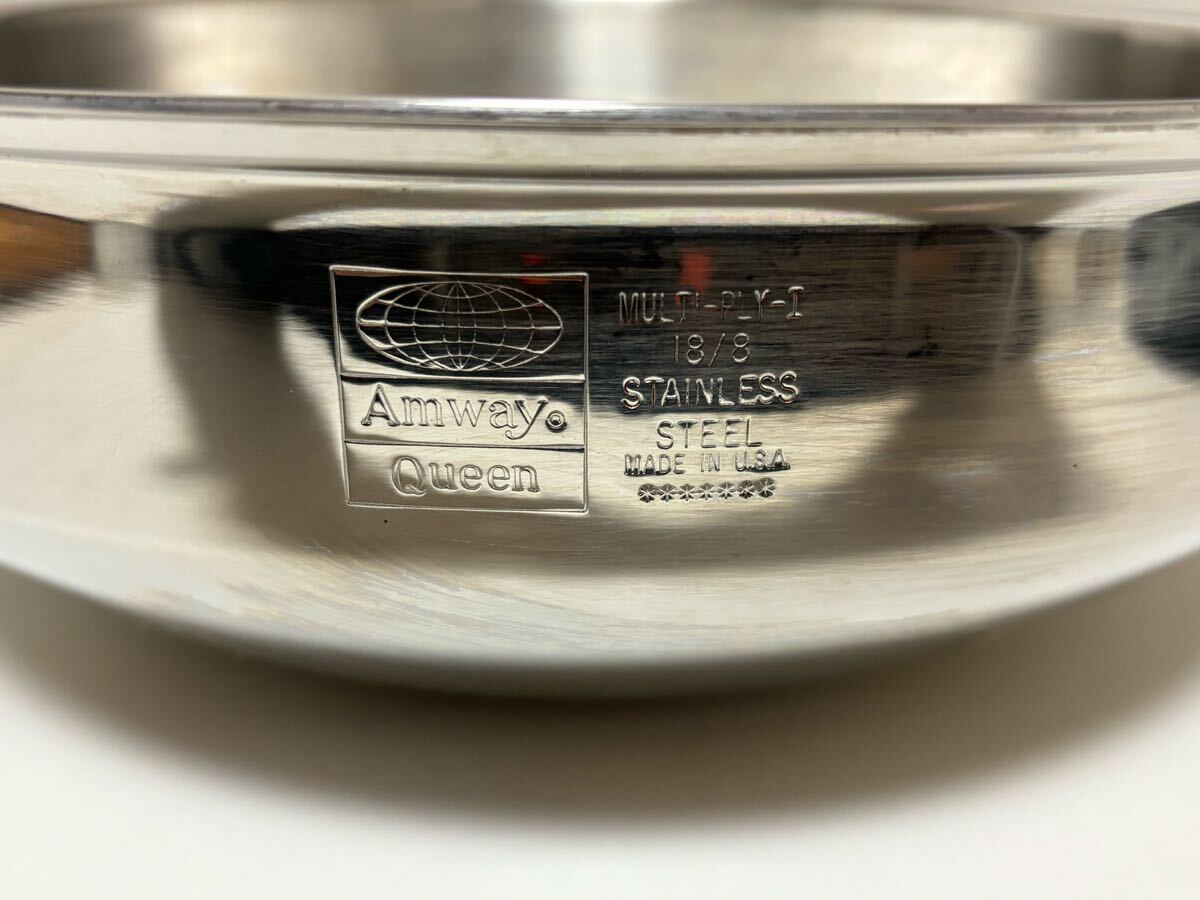 Amway®
Queen
MULTI-PLY-I
18/8
STAINLESS
STEEL
MADE IN U.S.A.